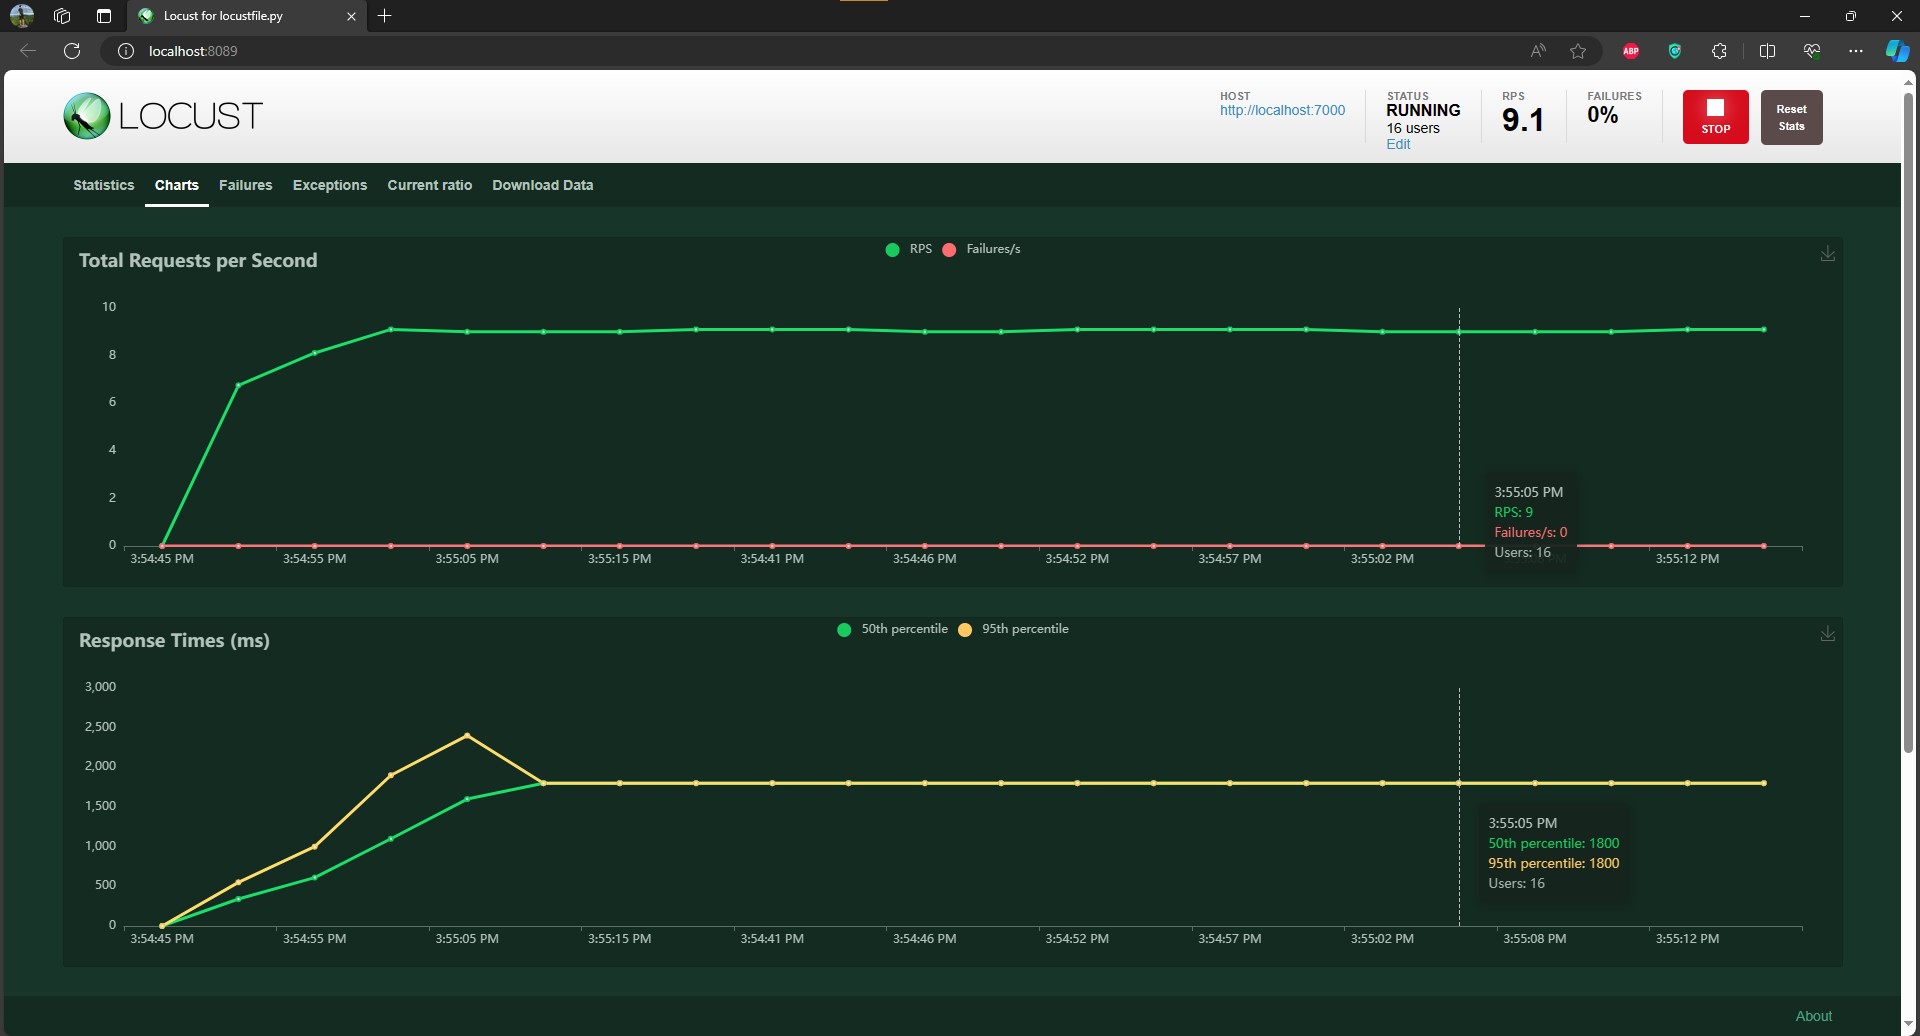 Locust for locustfile.py
localhost:8089
ABP
LOCUST
HOST
http://localhost:7000
STATUS
RUNNING
16 users
Edit
RPS
9.1
FAILURES
0%
STOP
Reset
Stats
Statistics Charts Failures Exceptions Current ratio Download Data
Total Requests per Second
RPS Failures/s
10
8
6
4
2
0
3:54:45 PM 3:54:55 PM 3:55:05 PM 3:55:15 PM 3:54:41 PM 3:54:46 PM 3:54:52 PM 3:54:57 PM 3:55:02 PM 3:55:12 PM
3:55:05 PM
RPS: 9
Failures/s: 0
Users: 16
Response Times (ms)
50th percentile 95th percentile
3,000
2,500
2,000
1,500
1,000
500
0
3:54:45 PM 3:54:55 PM 3:55:05 PM 3:55:15 PM 3:54:41 PM 3:54:46 PM 3:54:52 PM 3:54:57 PM 3:55:02 PM 3:55:08 PM 3:55:12 PM
3:55:05 PM
50th percentile: 1800
95th percentile: 1800
Users: 16
About